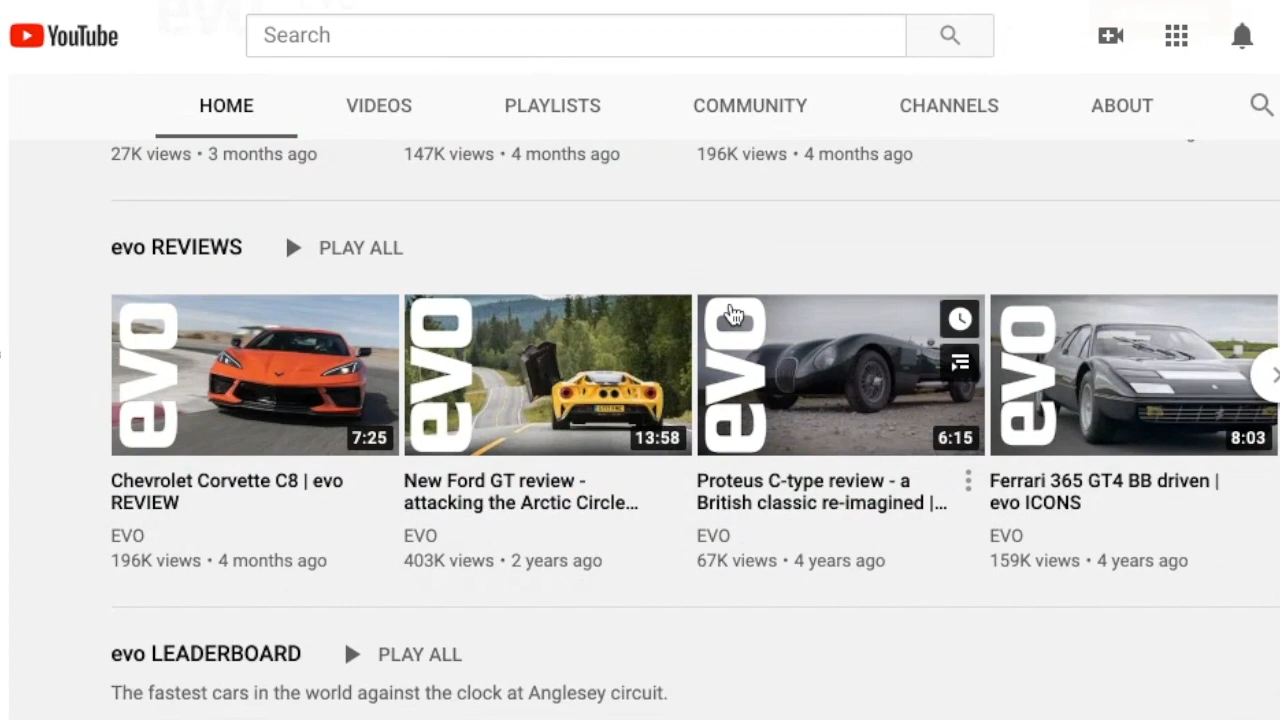 YouTube
Search
HOME VIDEOS PLAYLISTS COMMUNITY CHANNELS ABOUT
27K views • 3 months ago 147K views • 4 months ago 196K views • 4 months ago
evo REVIEWS PLAY ALL
evo evo evo evo
7:25 13:58 6:15 8:03
Chevrolet Corvette C8 | evo REVIEW
New Ford GT review - attacking the Arctic Circle...
Proteus C-type review - a British classic re-imagined |...
Ferrari 365 GT4 BB driven | evo ICONS
EVO EVO EVO EVO
196K views • 4 months ago 403K views • 2 years ago 67K views • 4 years ago 159K views • 4 years ago
evo LEADERBOARD PLAY ALL
The fastest cars in the world against the clock at Anglesey circuit.